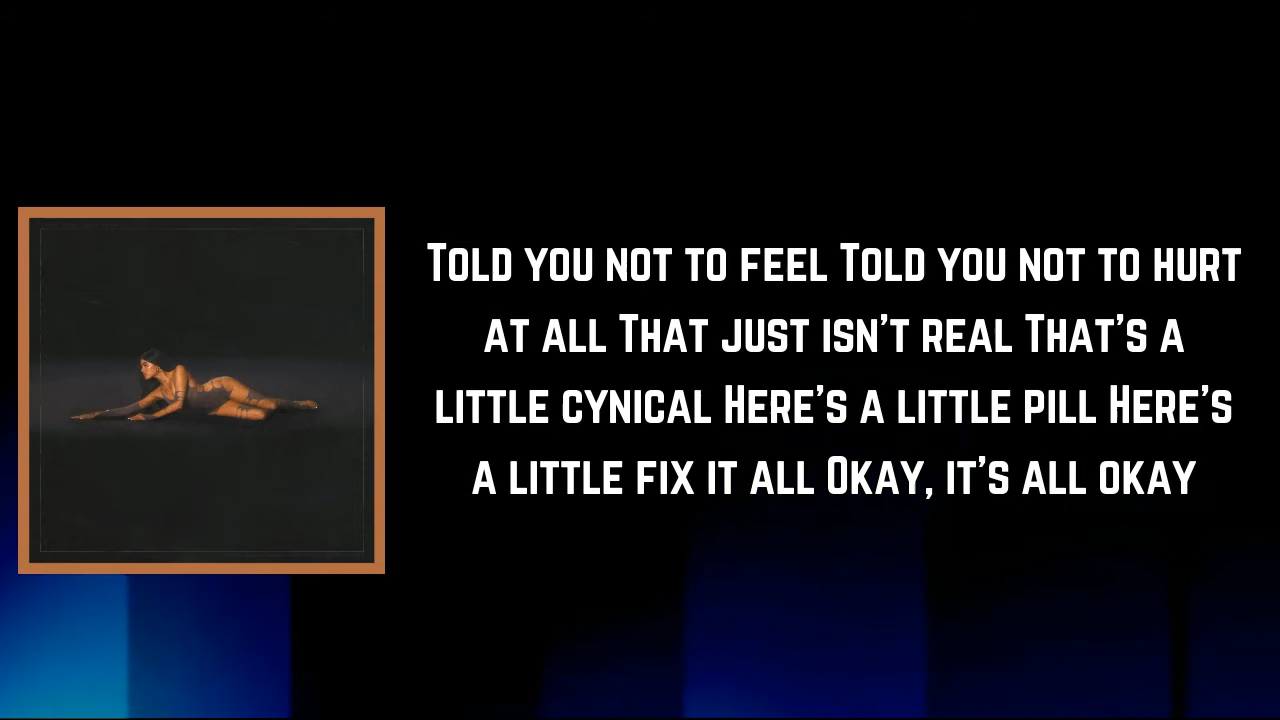 Told you not to feel Told you not to hurt
at all That just isn't real That's a
little cynical Here's a little pill Here's
a little fix it all Okay, it's all okay